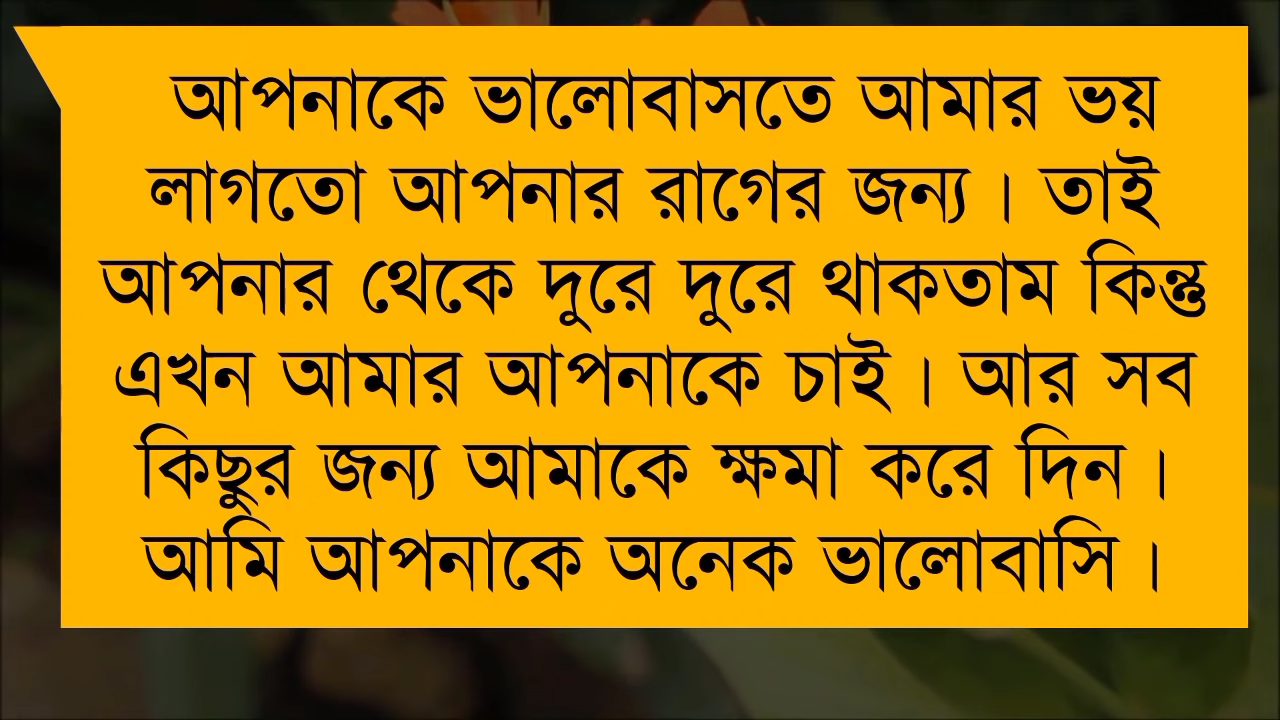 আপনাকে ভালোবাসতে আমার ভয়
লাগতো আপনার রাগের জন্য । তাই
আপনার থেকে দুরে দুরে থাকতাম কিন্তু
এখন আমার আপনাকে চাই । আর সব
কিছুর জন্য আমাকে ক্ষমা করে দিন ।
আমি আপনাকে অনেক ভালোবাসি ।